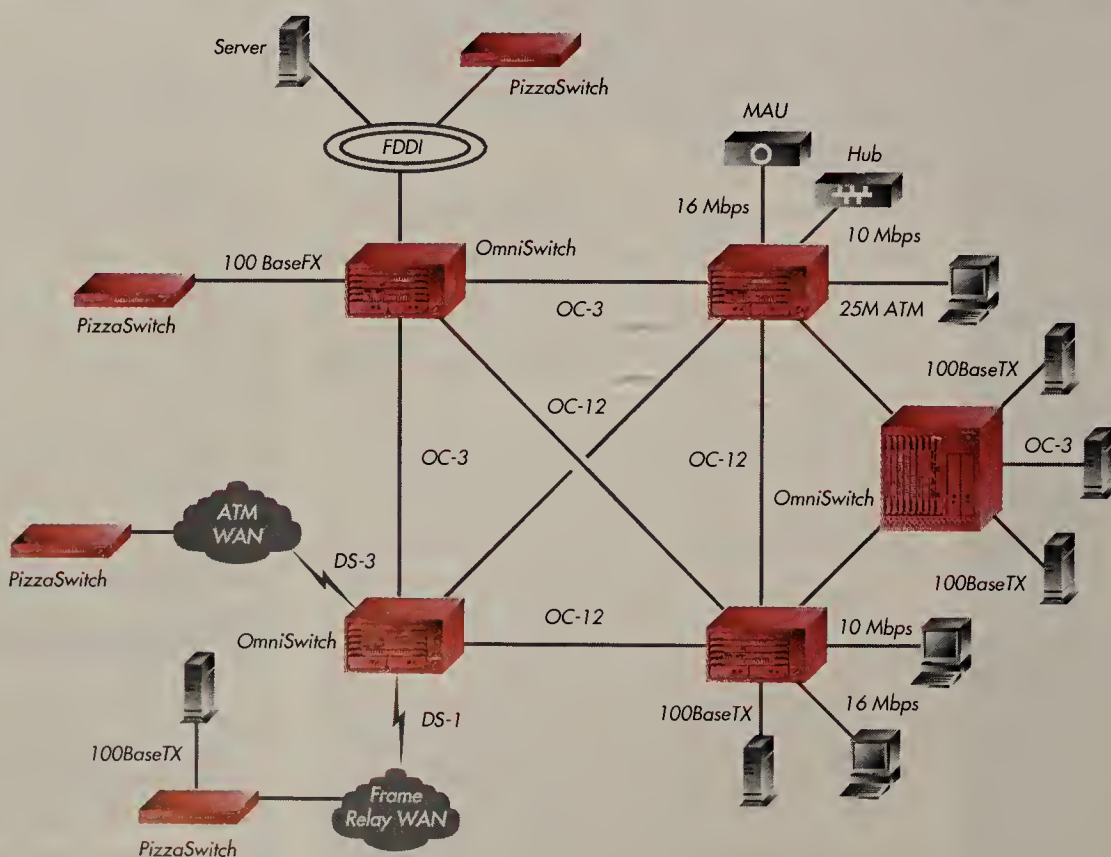 Server
PizzaSwitch
FDDI
MAU
Hub
16 Mbps
10 Mbps
OmniSwitch
100 BaseFX
PizzaSwitch
OC-3
25M ATM
100BaseTX
OC-12
OC-3
OC-12
OC-3
OmniSwitch
ATM
WAN
PizzaSwitch
DS-3
100BaseTX
OmniSwitch
OC-12
10 Mbps
DS-1
100BaseTX
16 Mbps
100BaseTX
Frame
Relay WAN
PizzaSwitch